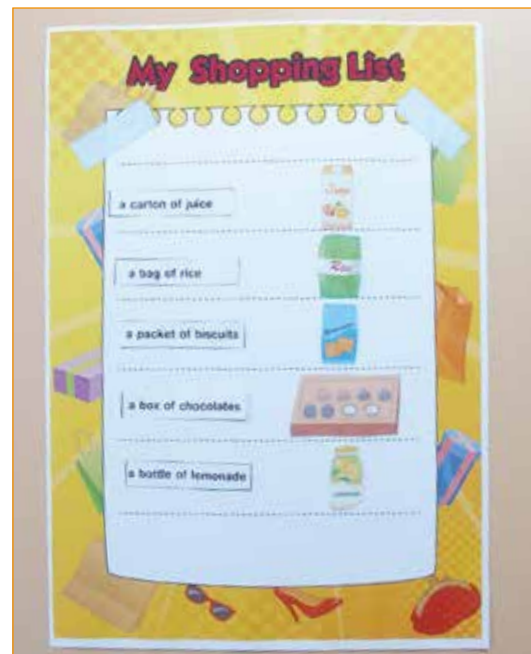 My Shopping List
a carton of juice
a bag of rice
a packet of biscuits
a box of chocolates
a bottle of lemonade